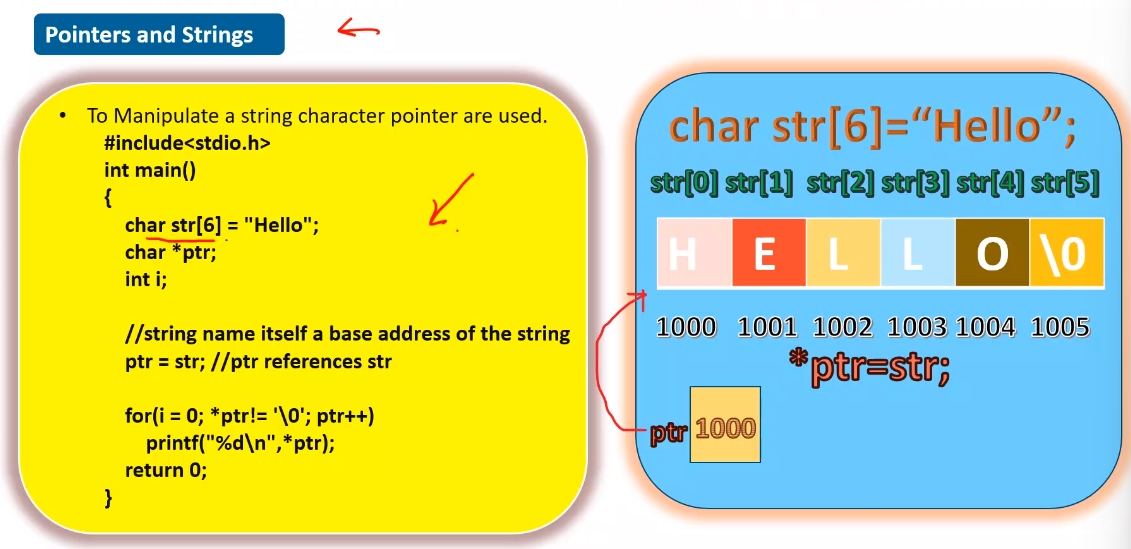 Pointers and Strings
• To Manipulate a string character pointer are used.
#include<stdio.h>
int main()
{
char str[6] = "Hello";
char *ptr;
int i;
//string name itself a base address of the string
ptr = str; //ptr references str
for(i = 0; *ptr!= '\0'; ptr++)
printf("%d\n",*ptr);
return 0;
}
char str[6]=“Hello”;
str[0] str[1] str[2] str[3] str[4] str[5]
H E L L O \0
1000 1001 1002 1003 1004 1005
*ptr=str;
ptr 1000